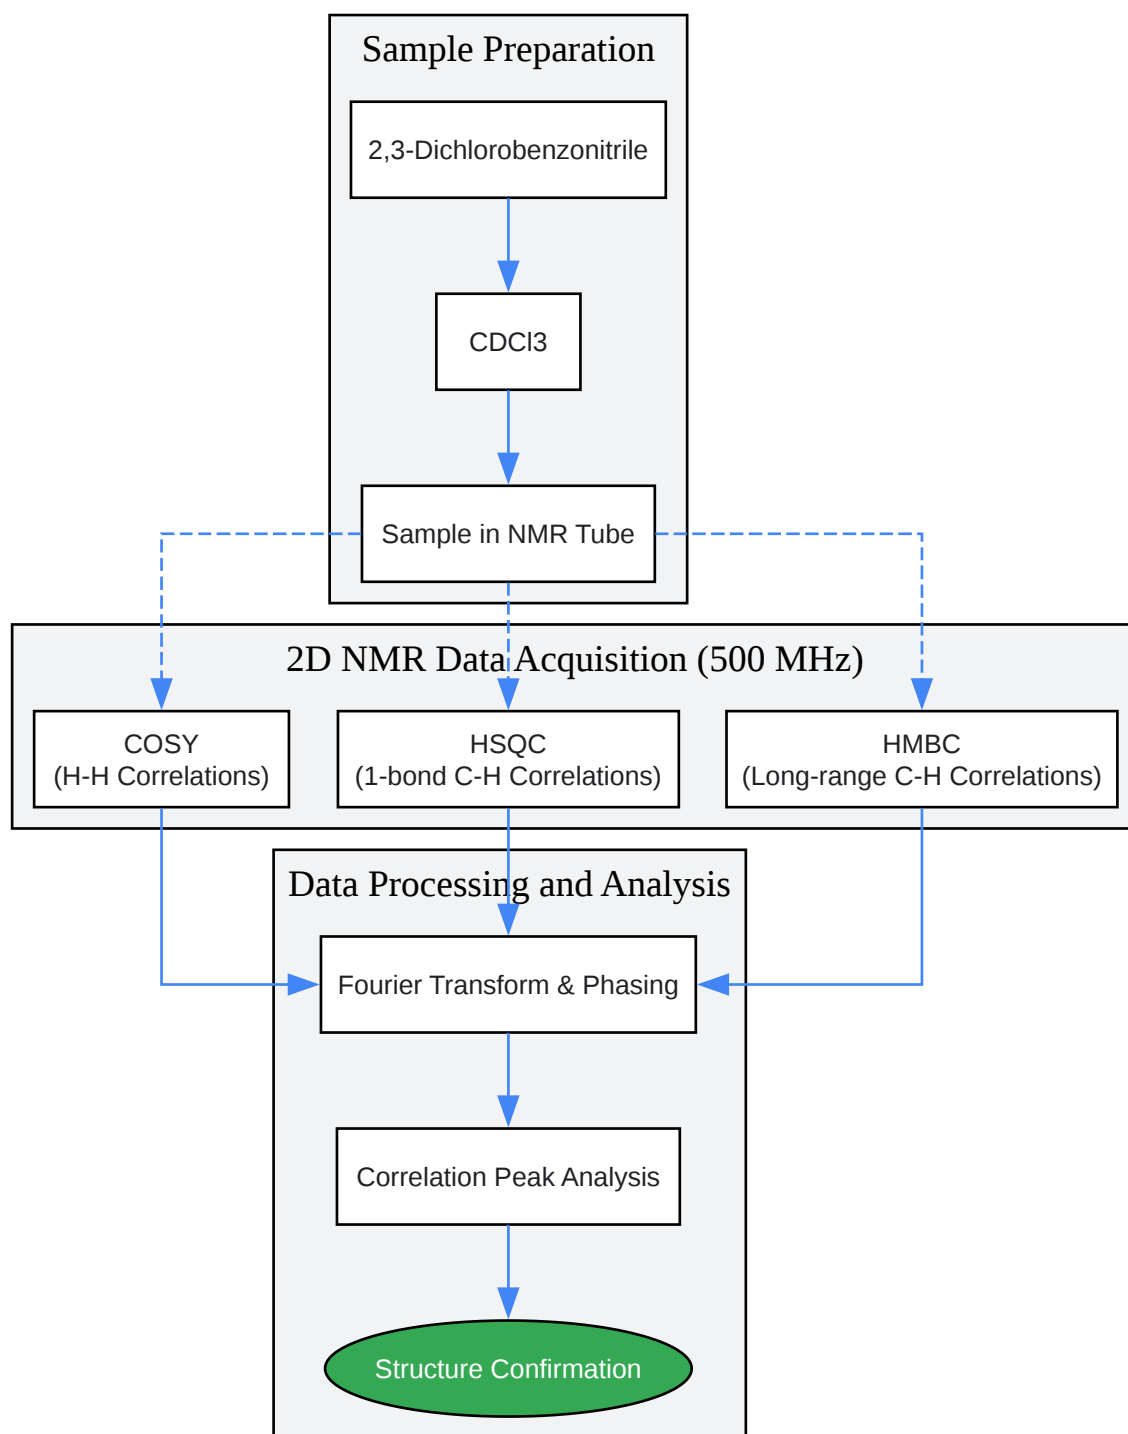 Sample Preparation
2,3-Dichlorobenzonitrile
CDCl3
Sample in NMR Tube
2D NMR Data Acquisition (500 MHz)
COSY
(H-H Correlations)
HSQC
(1-bond C-H Correlations)
HMBC
(Long-range C-H Correlations)
Data Processing and Analysis
Fourier Transform & Phasing
Correlation Peak Analysis
Structure Confirmation